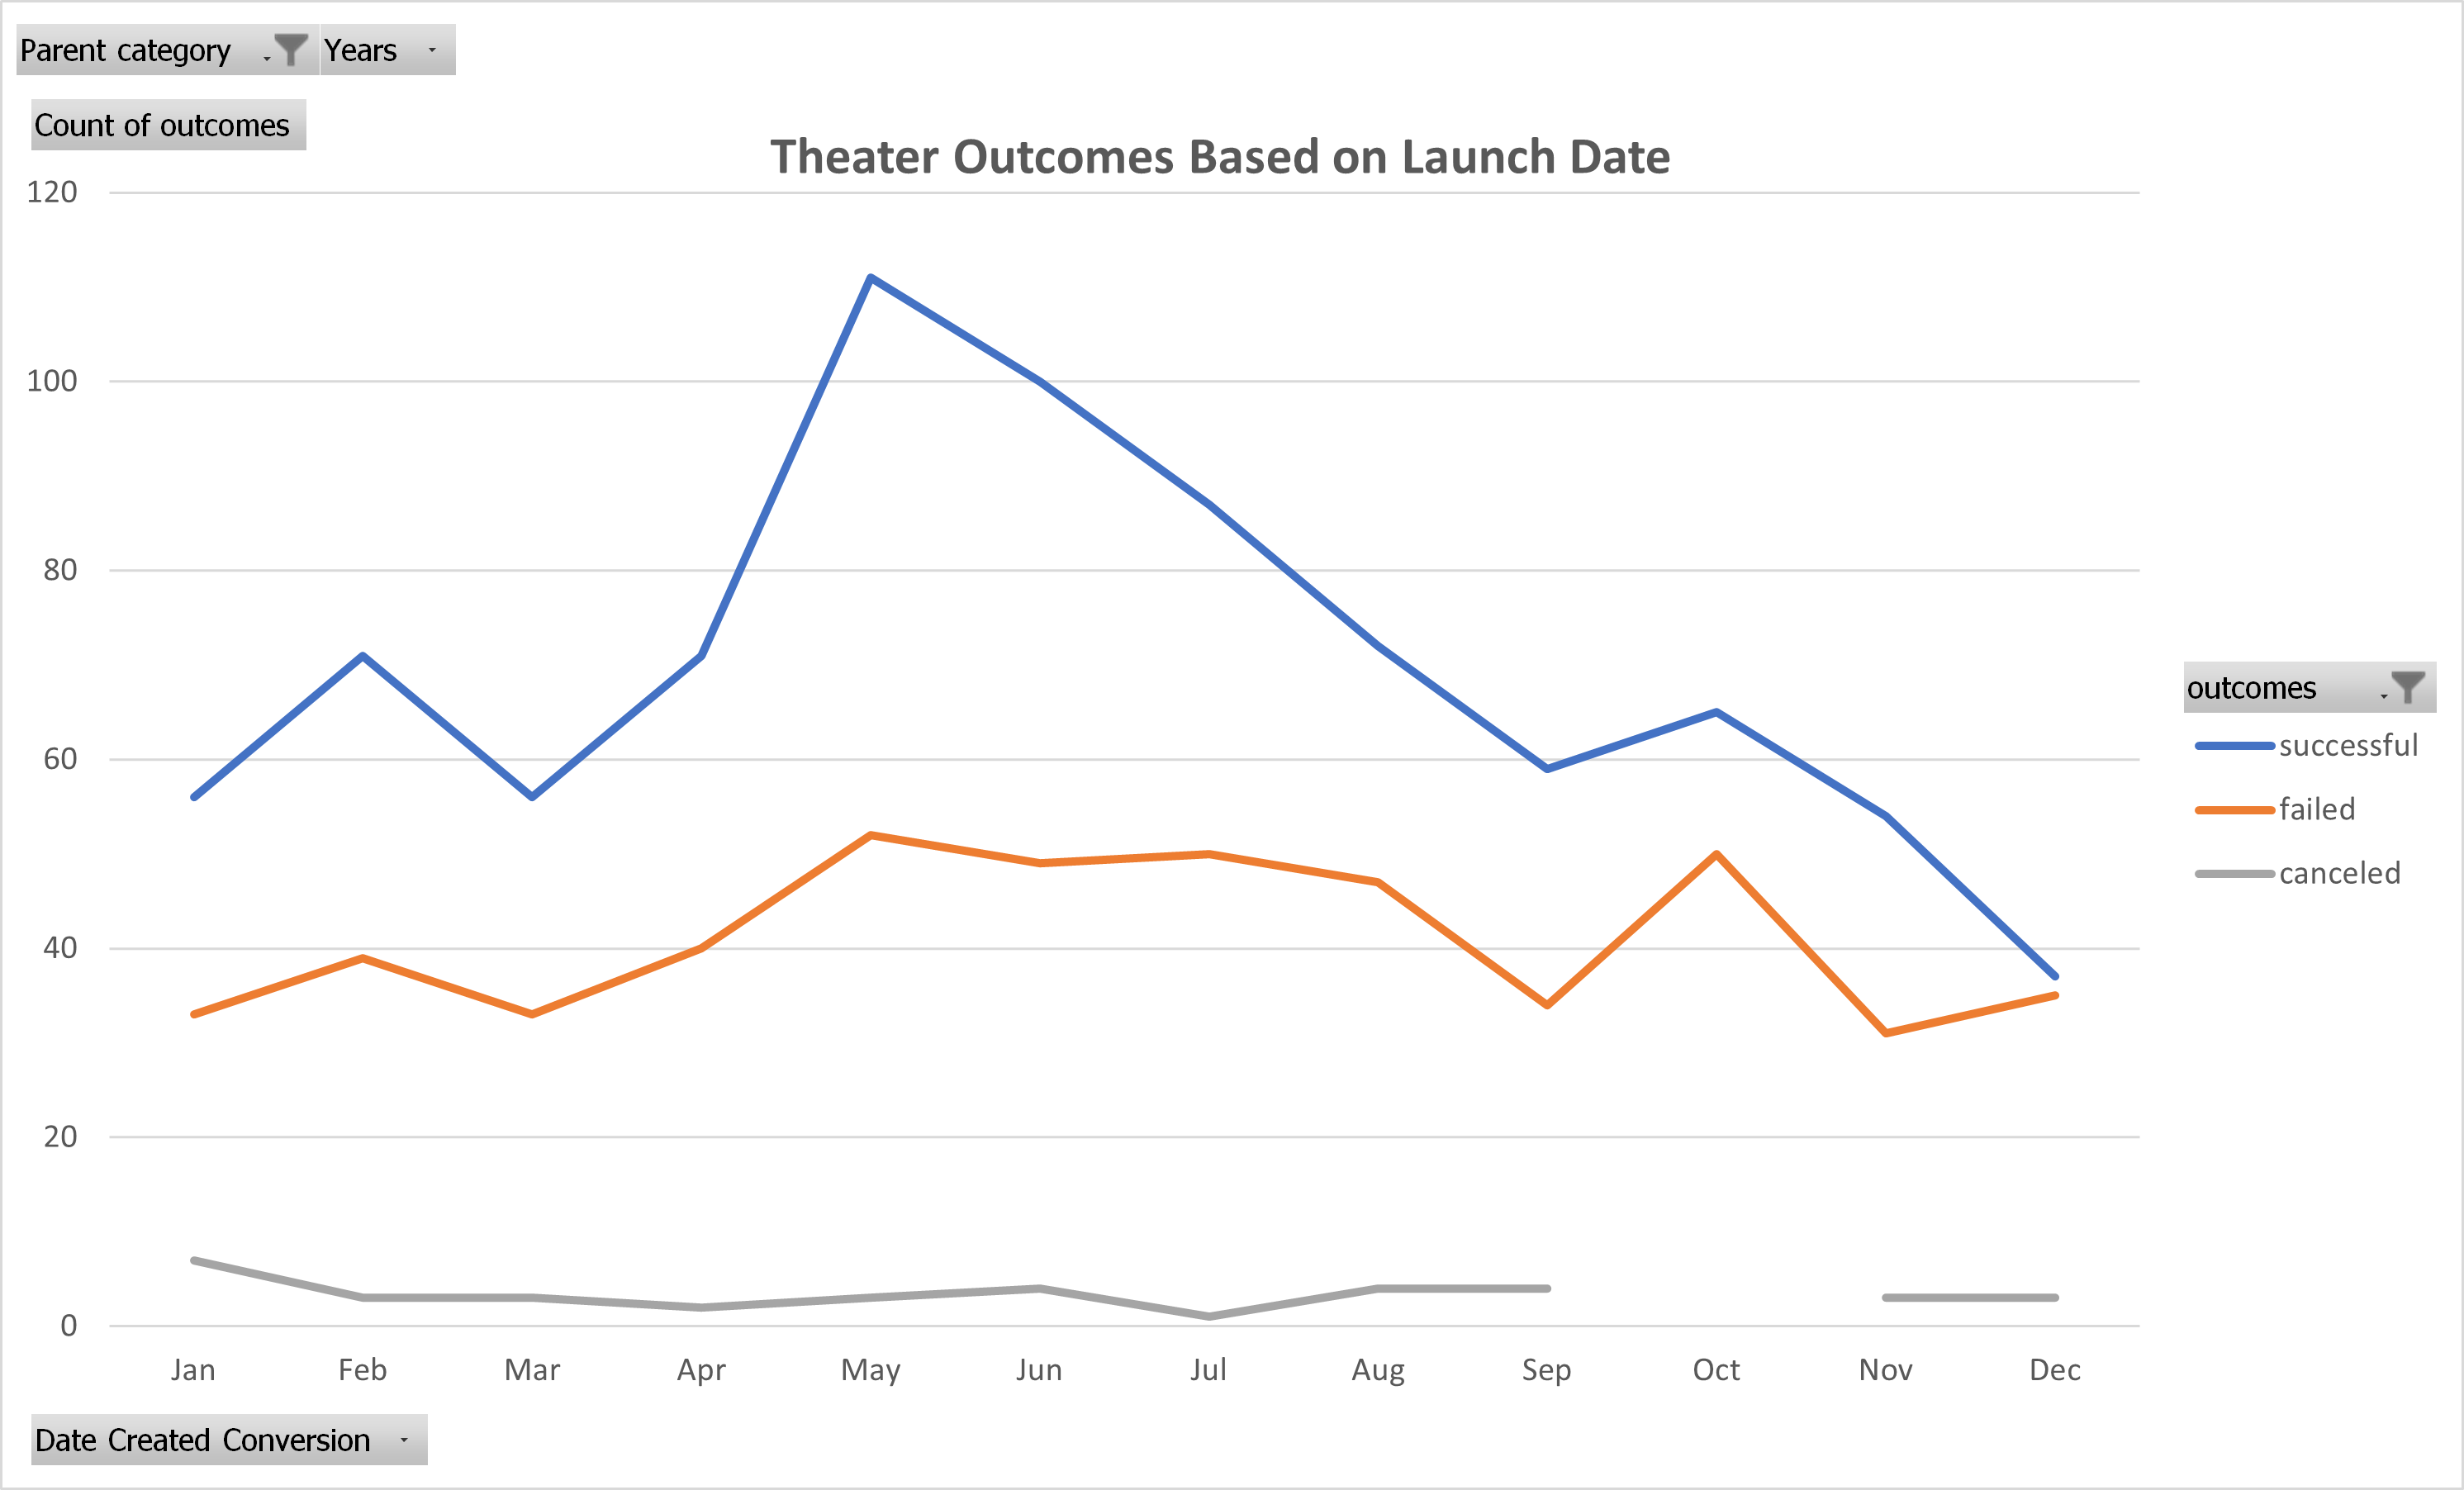 Parent category Years
Count of outcomes
Theater Outcomes Based on Launch Date
120
100
80
60
40
20
0
Jan Feb Mar Apr May Jun Jul Aug Sep Oct Nov Dec
outcomes
successful
failed
canceled
Date Created Conversion